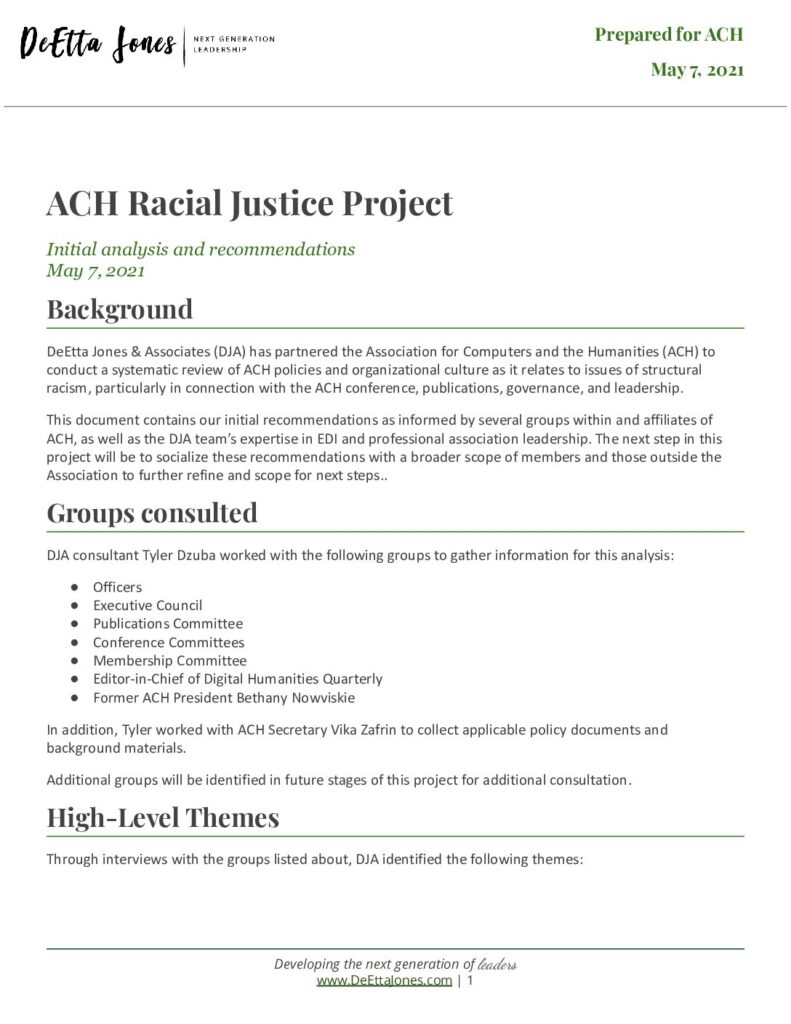 DeEtta Jones
NEXT GENERATION
LEADERSHIP
Prepared for ACH
May 7, 2021
ACH Racial Justice Project
Initial analysis and recommendations
May 7, 2021
Background
DeEtta Jones & Associates (DJA) has partnered the Association for Computers and the Humanities (ACH) to
conduct a systematic review of ACH policies and organizational culture as it relates to issues of structural
racism, particularly in connection with the ACH conference, publications, governance, and leadership.
This document contains our initial recommendations as informed by several groups within and affiliates of
ACH, as well as the DJA team's expertise in EDI and professional association leadership. The next step in this
project will be to socialize these recommendations with a broader scope of members and those outside the
Association to further refine and scope for next steps..
Groups consulted
DJA consultant Tyler Dzuba worked with the following groups to gather information for this analysis:
● Officers
● Executive Council
● Publications Committee
● Conference Committees
● Membership Committee
● Editor-in-Chief of Digital Humanities Quarterly
● Former ACH President Bethany Nowviskie
In addition, Tyler worked with ACH Secretary Vika Zafrin to collect applicable policy documents and
background materials.
Additional groups will be identified in future stages of this project for additional consultation.
High-Level Themes
Through interviews with the groups listed about, DJA identified the following themes:
Developing the next generation of leaders
www.DeEttaJones.com | 1